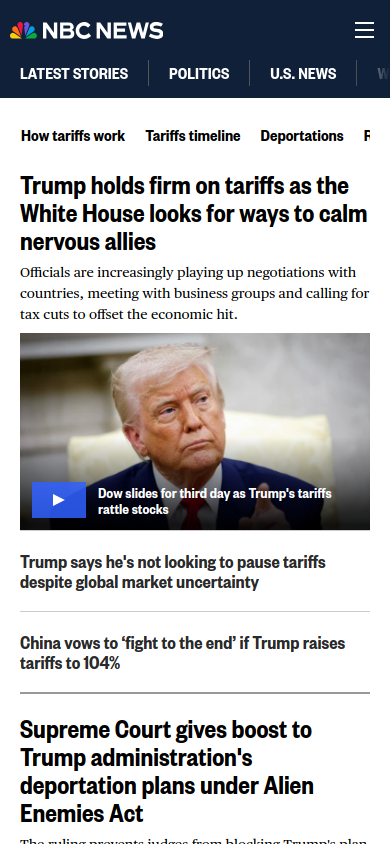 NBC NEWS
LATEST STORIES
POLITICS
U.S. NEWS
How tariffs work
Tariffs timeline
Deportations
Trump holds firm on tariffs as the
White House looks for ways to calm
nervous allies
Officials are increasingly playing up negotiations with
countries, meeting with business groups and calling for
tax cuts to offset the economic hit.
Dow slides for third day as Trump's tariffs
rattle stocks
Trump says he's not looking to pause tariffs
despite global market uncertainty
China vows to ‘fight to the end’ if Trump raises
tariffs to 104%
Supreme Court gives boost to
Trump administration's
deportation plans under Alien
Enemies Act
The ruling prevents judges from blocking Trump's plan